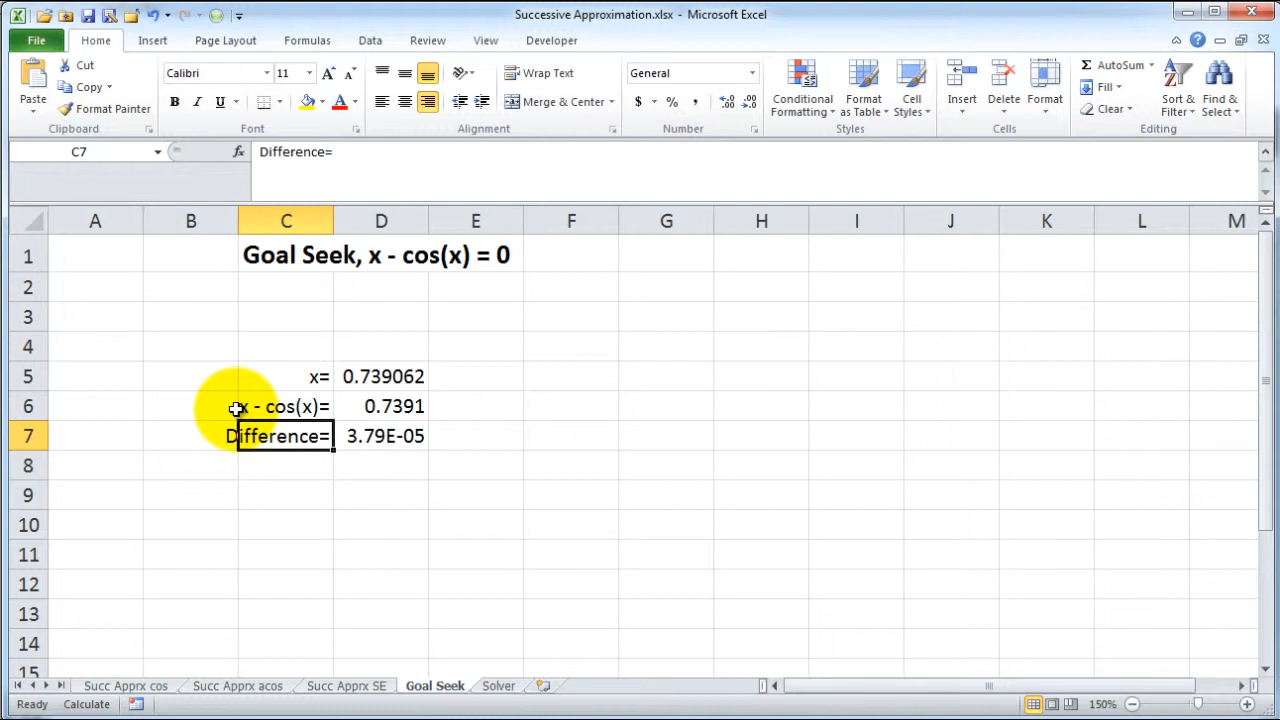 Successive Approximation.xlsx - Microsoft Excel
File Home Insert Page Layout Formulas Data Review View Developer
Paste
Cut
Copy
Format Painter
Clipboard
Calibri 11
B I U A
Font
Wrap Text
Merge & Center
Alignment
General
$ % ,
Number
Conditional Formatting
Format as Table
Cell Styles
Styles
Insert Delete Format
Cells
Σ AutoSum
Fill
Clear
Sort & Filter
Find & Select
Editing
C7 fx Difference=
A B C D E F G H I J K L M
1 Goal Seek, x - cos(x) = 0
2
3
4
5 x= 0.739062
6 x - cos(x)= 0.7391
7 Difference= 3.79E-05
8
9
10
11
12
13
14
15
Succ Apprx cos Succ Apprx acos Succ Apprx SE Goal Seek Solver
Ready Calculate 150%